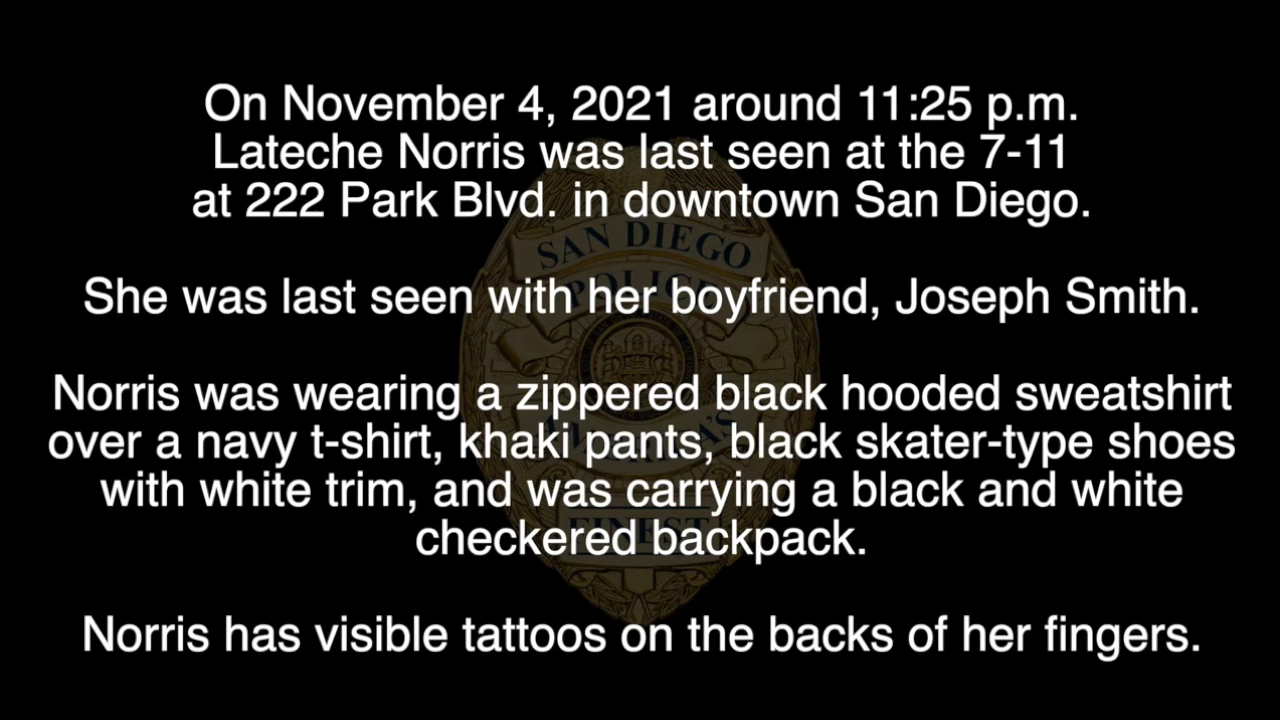 On November 4, 2021 around 11:25 p.m.
Lateche Norris was last seen at the 7-11
at 222 Park Blvd. in downtown San Diego.
She was last seen with her boyfriend, Joseph Smith.
Norris was wearing a zippered black hooded sweatshirt
over a navy t-shirt, khaki pants, black skater-type shoes
with white trim, and was carrying a black and white
checkered backpack.
Norris has visible tattoos on the backs of her fingers.
SAN DIEGO
POLICE
FINEST